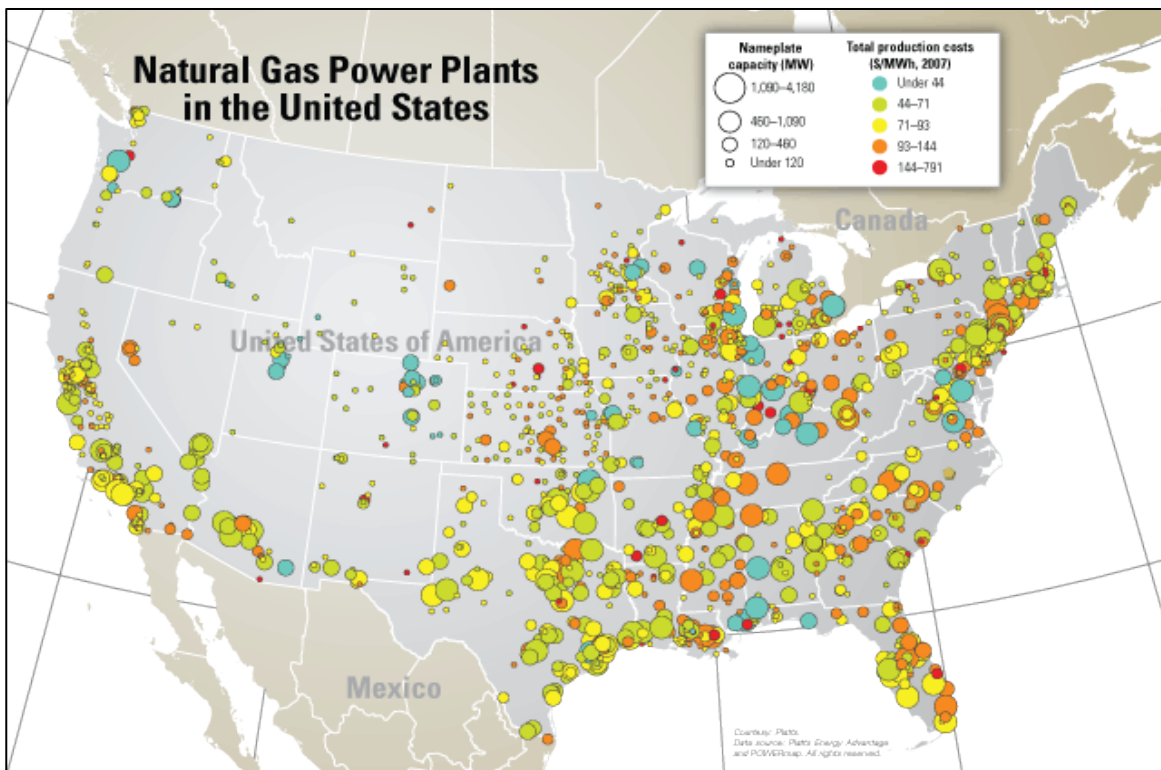 Natural Gas Power Plants
in the United States
Nameplate
capacity (MW)
1,090–4,180
460–1,090
120–460
Under 120
Total production costs
($/MWh, 2007)
Under 44
44–71
71–93
93–144
144–791
Canada
United States of America
Mexico
Courtesy: Platts.
Data source: Platts Energy Advantage
and POWERmap. All rights reserved.